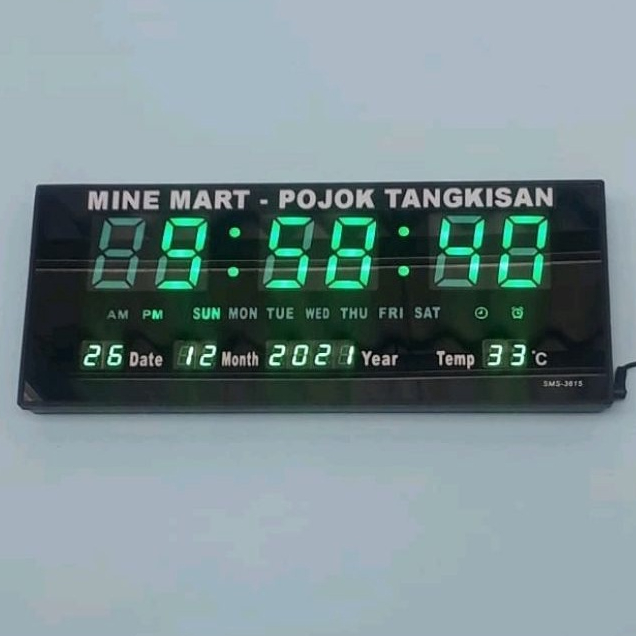 MINE MART - POJOK TANGKISAN
9:58:40
AM PM SUN MON TUE WED THU FRI SAT
26 Date 12 Month 2021 Year Temp 33°C
SMS-3615